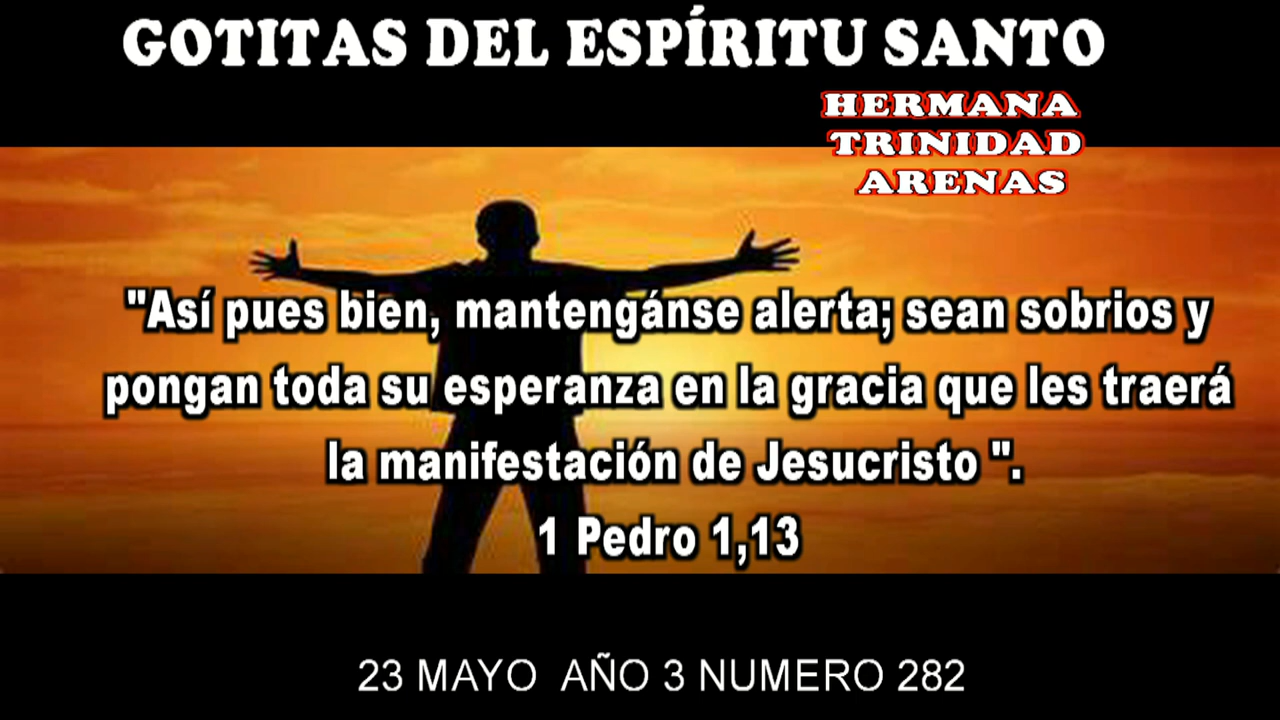 GOTITAS DEL ESPÍRITU SANTO
HERMANA
TRINIDAD
ARENAS
"Así pues bien, mantengánse alerta; sean sobrios y
pongan toda su esperanza en la gracia que les traerá
la manifestación de Jesucristo ".
1 Pedro 1,13
23 MAYO AÑO 3 NUMERO 282